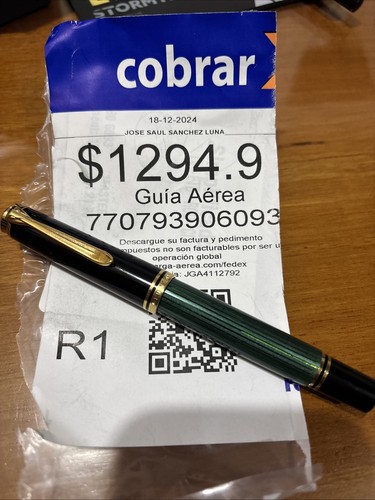 STORM
cobrar
18-12-2024
JOSE SAUL SANCHEZ LUNA
$1294.9
Guía Aérea
770793906093
Descargue su factura y pedimento
no son facturables por ser
operación global
JGA4112792
R1